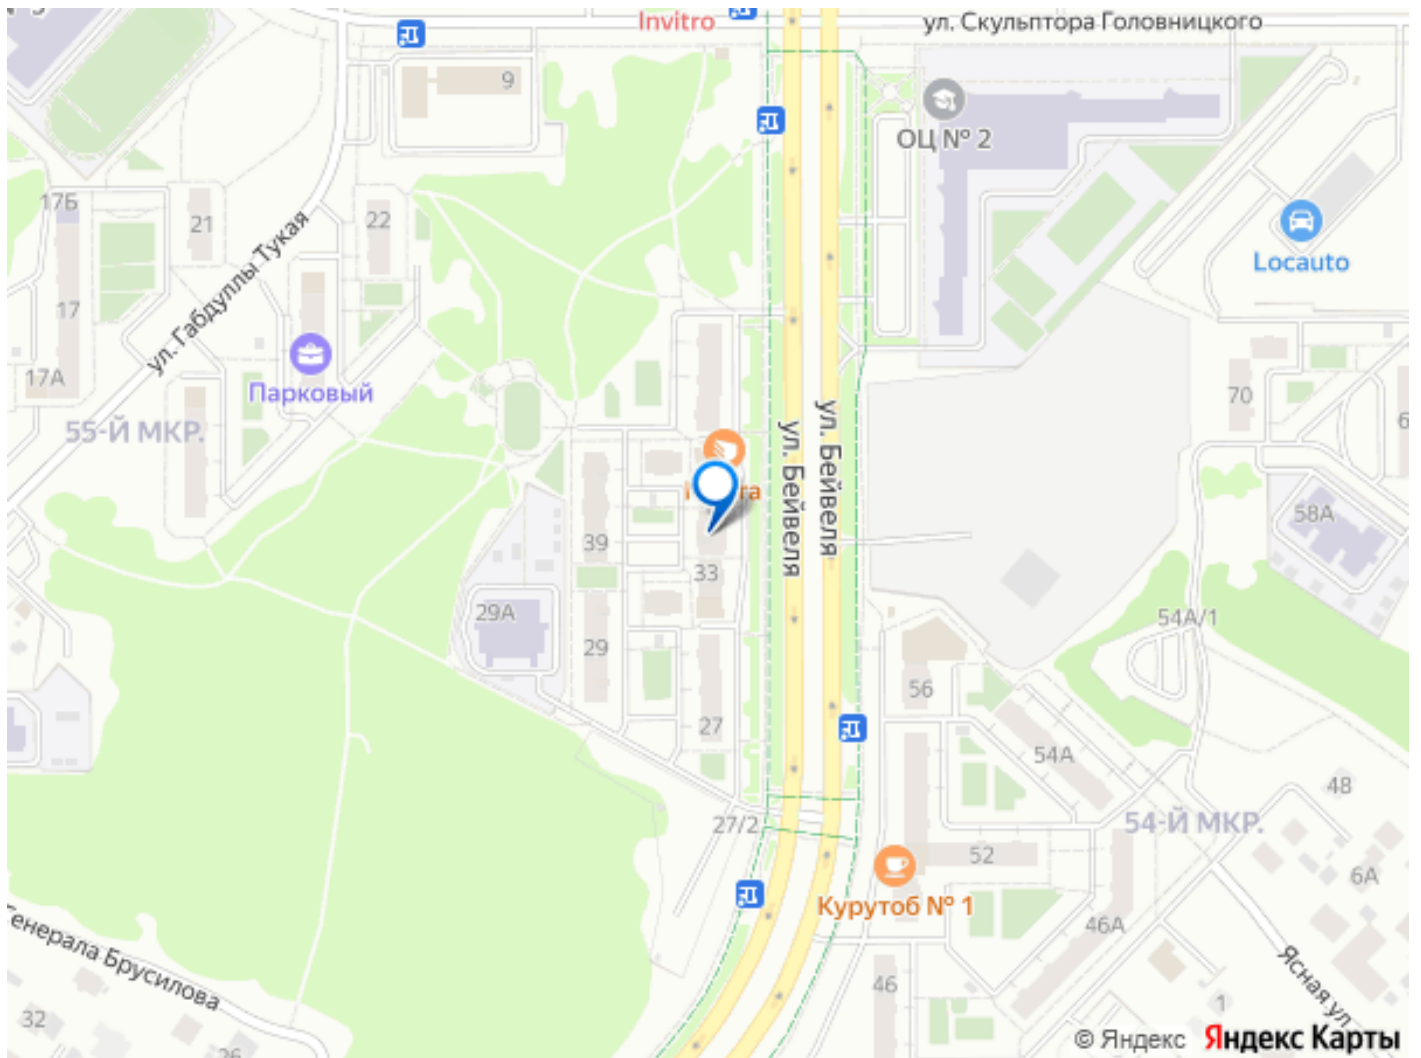 Invitro
ул. Скульптора Головницкого
9
ОЦ № 2
17Б
21
22
ул. Габдуллы Тукая
Locauto
17
17А
Парковый
55-Й МКР.
70
ул. Бейвеля
ул. Бейвеля
58А
39
33
29А
29
54А/1
56
27
54А
48
27/2
54-Й МКР.
52
6А
Курутоб № 1
46А
Генерала Брусилова
Ясная ул.
46
1
32
26
© Яндекс Яндекс Карты